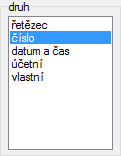 druh
řetězec
číslo
datum a čas
účetní
vlastní